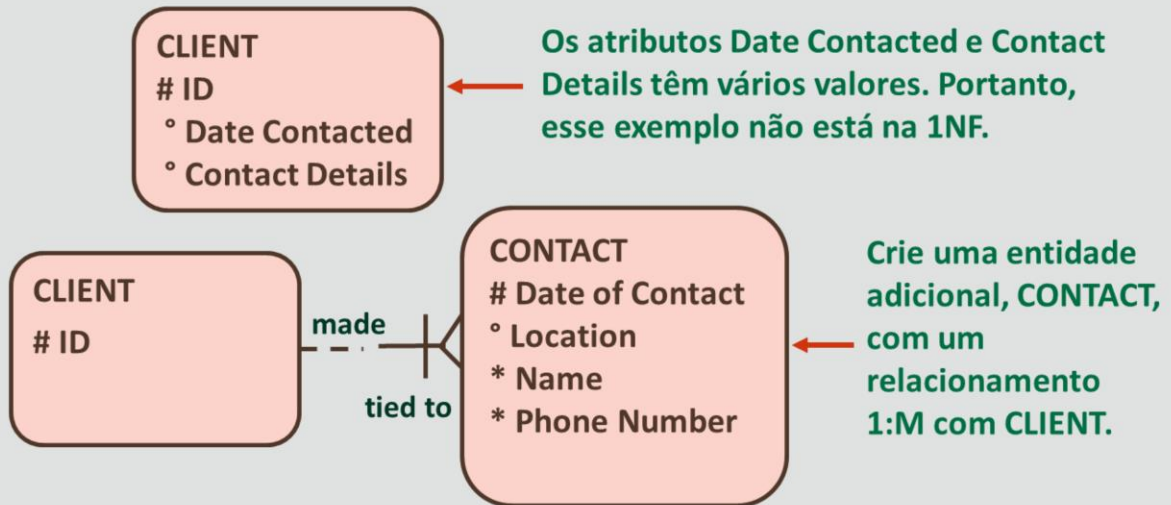 CLIENT
# ID
° Date Contacted
° Contact Details
Os atributos Date Contacted e Contact
Details têm vários valores. Portanto,
esse exemplo não está na 1NF.
CLIENT
# ID
made
tied to
CONTACT
# Date of Contact
° Location
* Name
* Phone Number
Crie uma entidade
adicional, CONTACT,
com um
relacionamento
1:M com CLIENT.